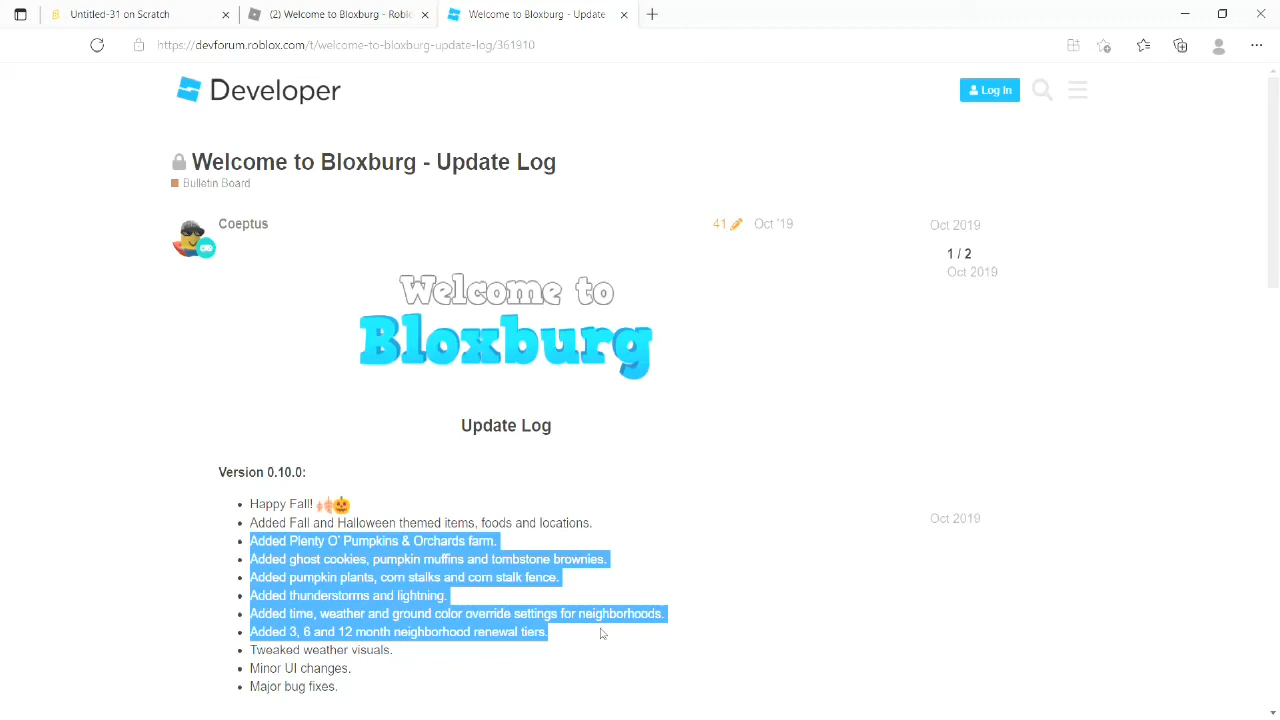 Untitled-31 on Scratch
(2) Welcome to Bloxburg - Roblo
Welcome to Bloxburg - Update
https://devforum.roblox.com/t/welcome-to-bloxburg-update-log/361910
Developer
Log In
Welcome to Bloxburg - Update Log
Bulletin Board
Coeptus
41
Oct '19
Oct 2019
1 / 2
Oct 2019
Welcome to
Bloxburg
Update Log
Version 0.10.0:
Happy Fall!
Added Fall and Halloween themed items, foods and locations.
Oct 2019
Added Plenty O' Pumpkins & Orchards farm.
Added ghost cookies, pumpkin muffins and tombstone brownies.
Added pumpkin plants, corn stalks and corn stalk fence.
Added thunderstorms and lightning.
Added time, weather and ground color override settings for neighborhoods.
Added 3, 6 and 12 month neighborhood renewal tiers.
Tweaked weather visuals.
Minor UI changes.
Major bug fixes.